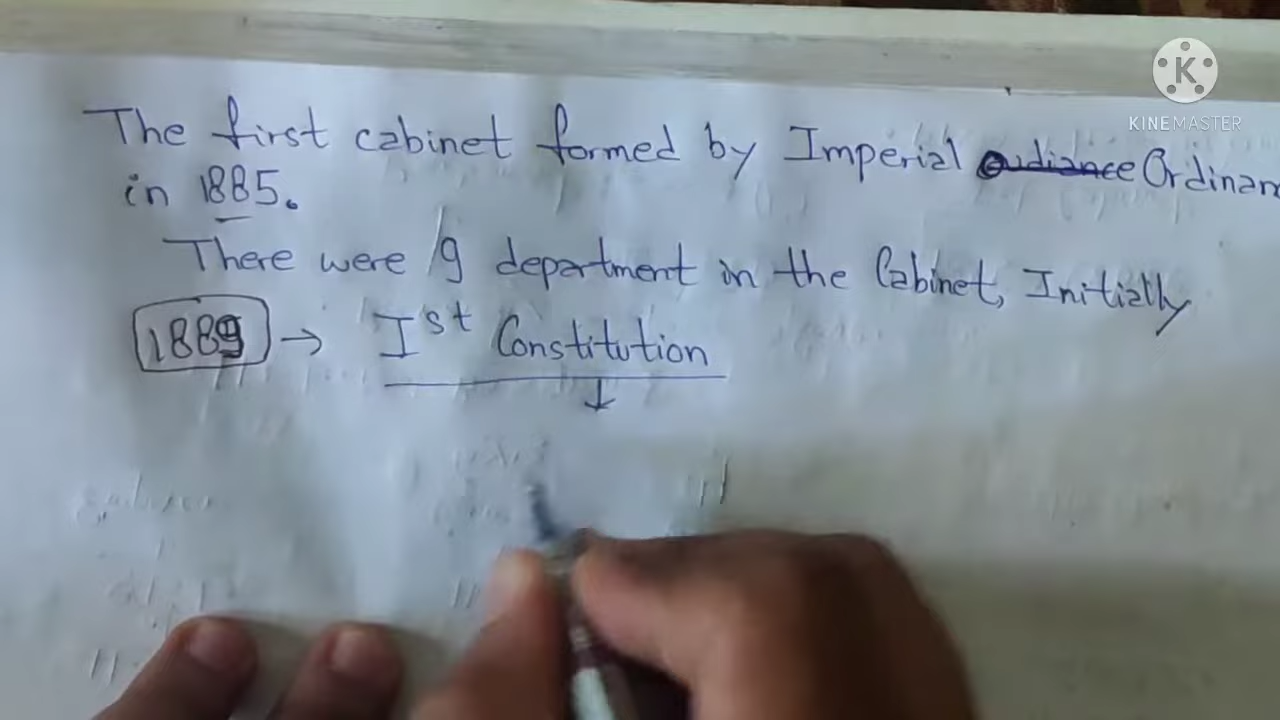 The first cabinet formed by Imperial Ordinan
in 1885.
There were 9 department in the Cabinet, Initially
1889 → Ist Constitution
↓
KINEMASTER